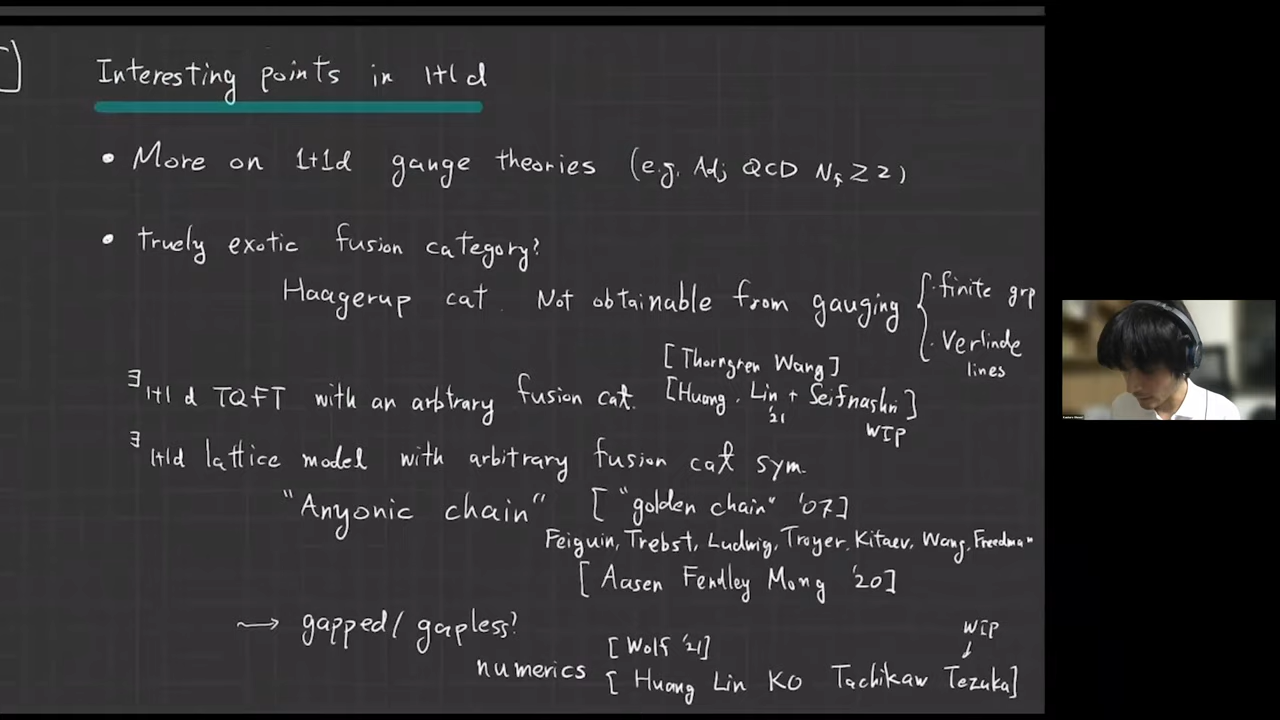 Interesting points in 1+1 d
• More on 1+1d gauge theories (e.g. Adj QCD N_f ≥ 2)
• truely exotic fusion category?
Haagerup cat. Not obtainable from gauging { · finite grp
· Verlinde
lines
[Thorngren Wang]
∃ 1+1 d TQFT with an arbtrary fusion cat. [Huang, Lin + Seifnashri]
'21
WIP
∃ 1+1d lattice model with arbitrary fusion cat sym.
"Anyonic chain" ["golden chain" '07]
Feiguin, Trebst, Ludwig, Troyer, Kitaev, Wang, Freedman
[Aasen Fendley Mong '20]
→ gapped/ gapless?
WIP
↓
[Wolf '21]
numerics [Huang Lin KO Tachikaw Tezuka]